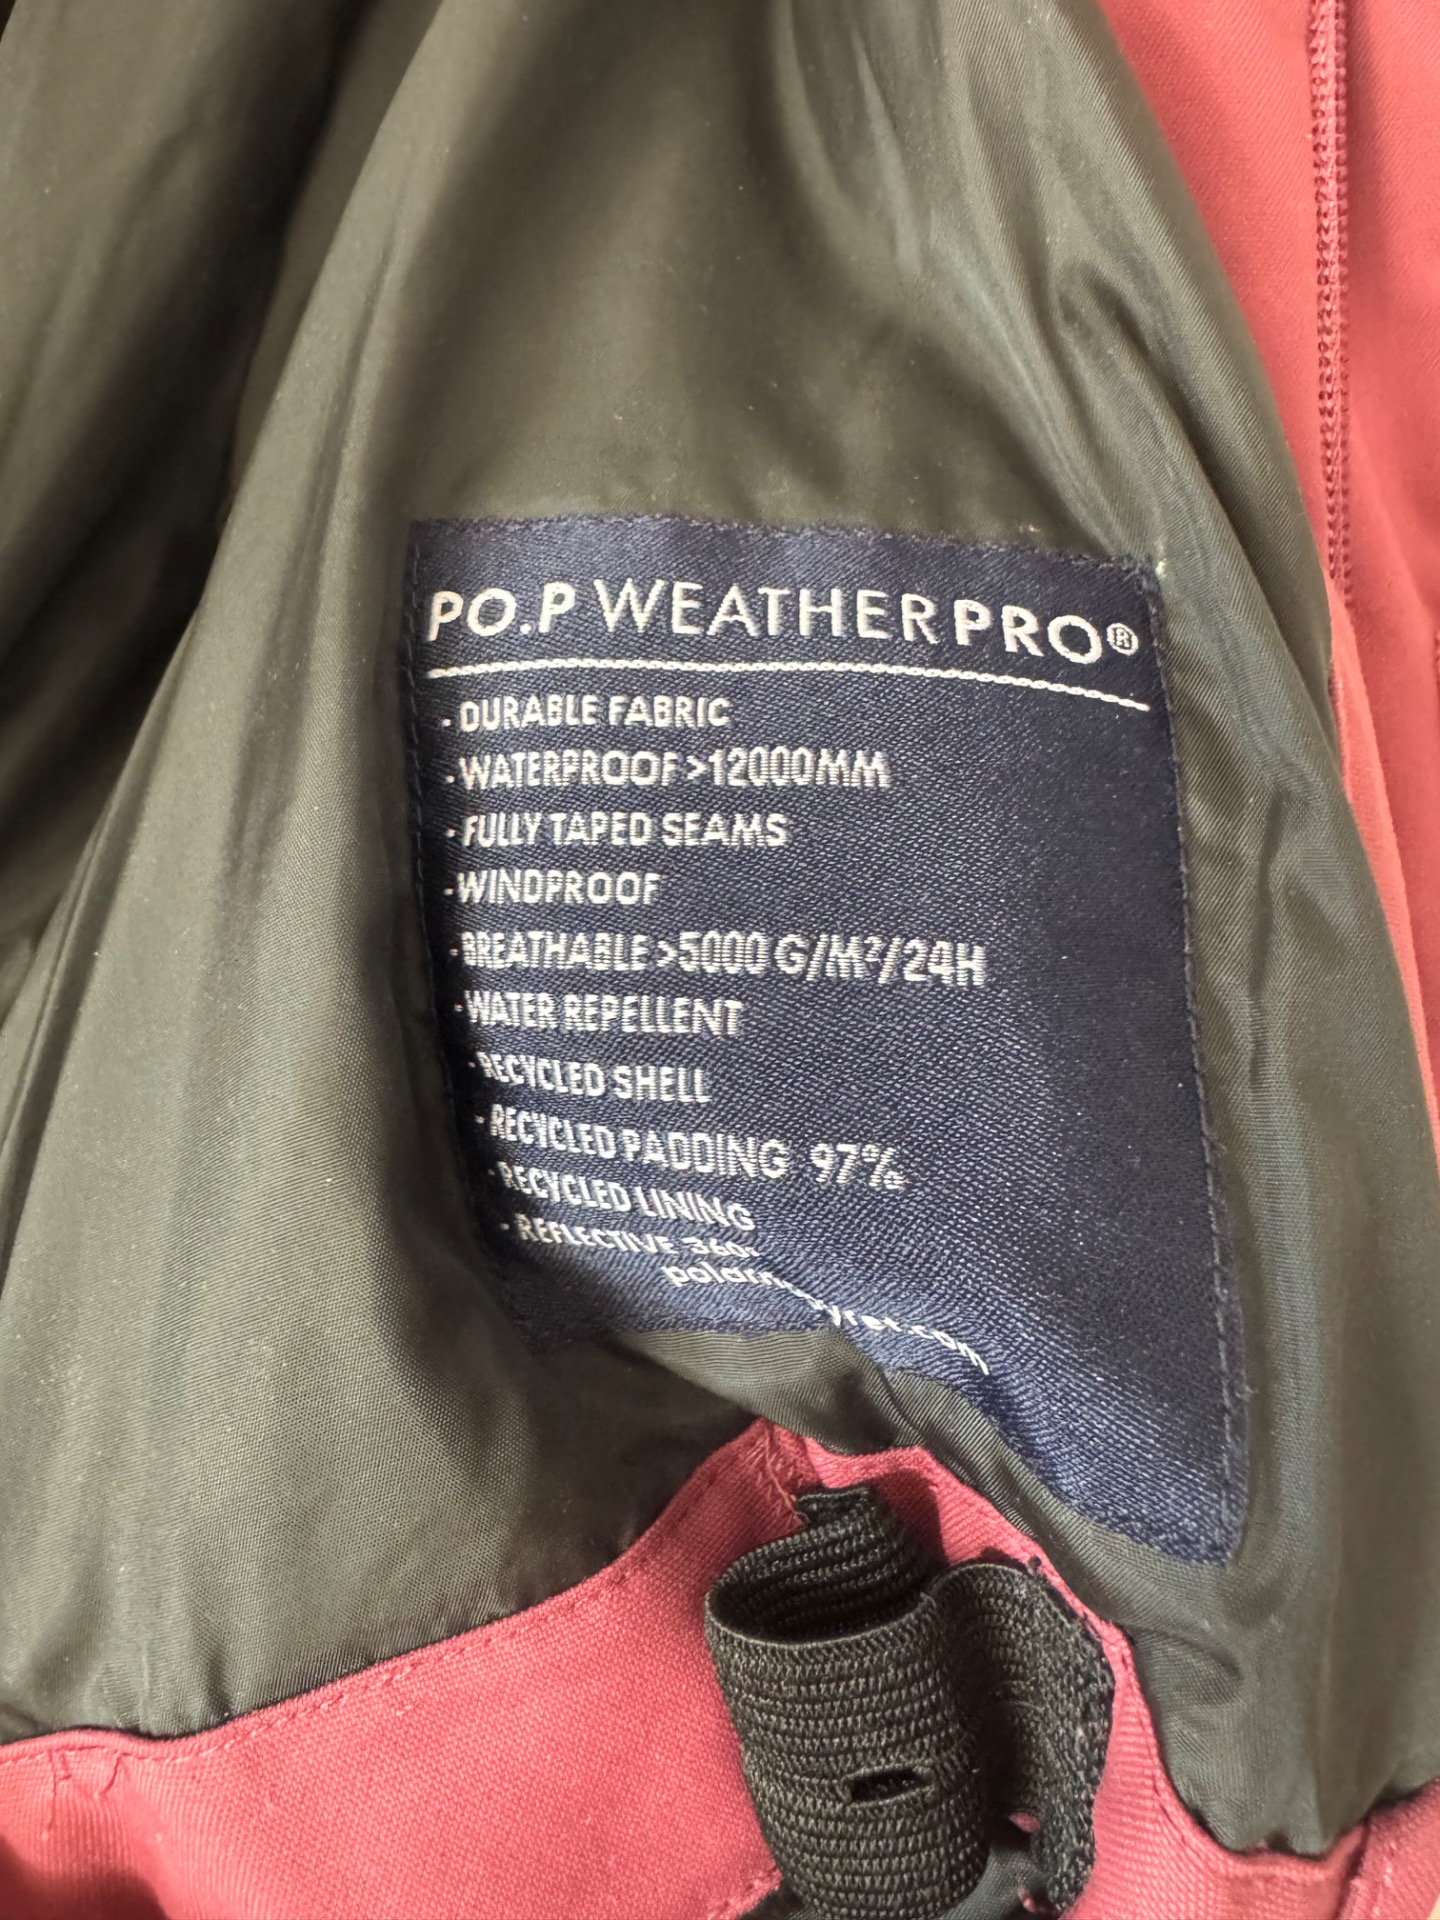 PO.P WEATHERPRO®
- DURABLE FABRIC
- WATERPROOF >12000MM
- FULLY TAPED SEAMS
- WINDPROOF
- BREATHABLE >5000 G/M²/24H
- WATER REPELLENT
- RECYCLED SHELL
- RECYCLED PADDING 97%
- RECYCLED LINING
- REFLECTIVE